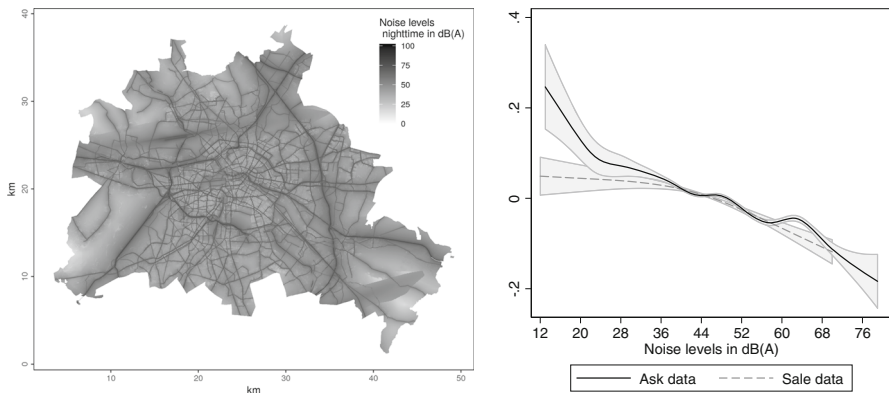 Noise levels
nighttime in dB(A)
100
75
50
25
0
40
30
20
10
0
km
10 20 30 40 50
km
.4
.2
0
-.2
12 20 28 36 44 52 60 68 76
Noise levels in dB(A)
Ask data Sale data